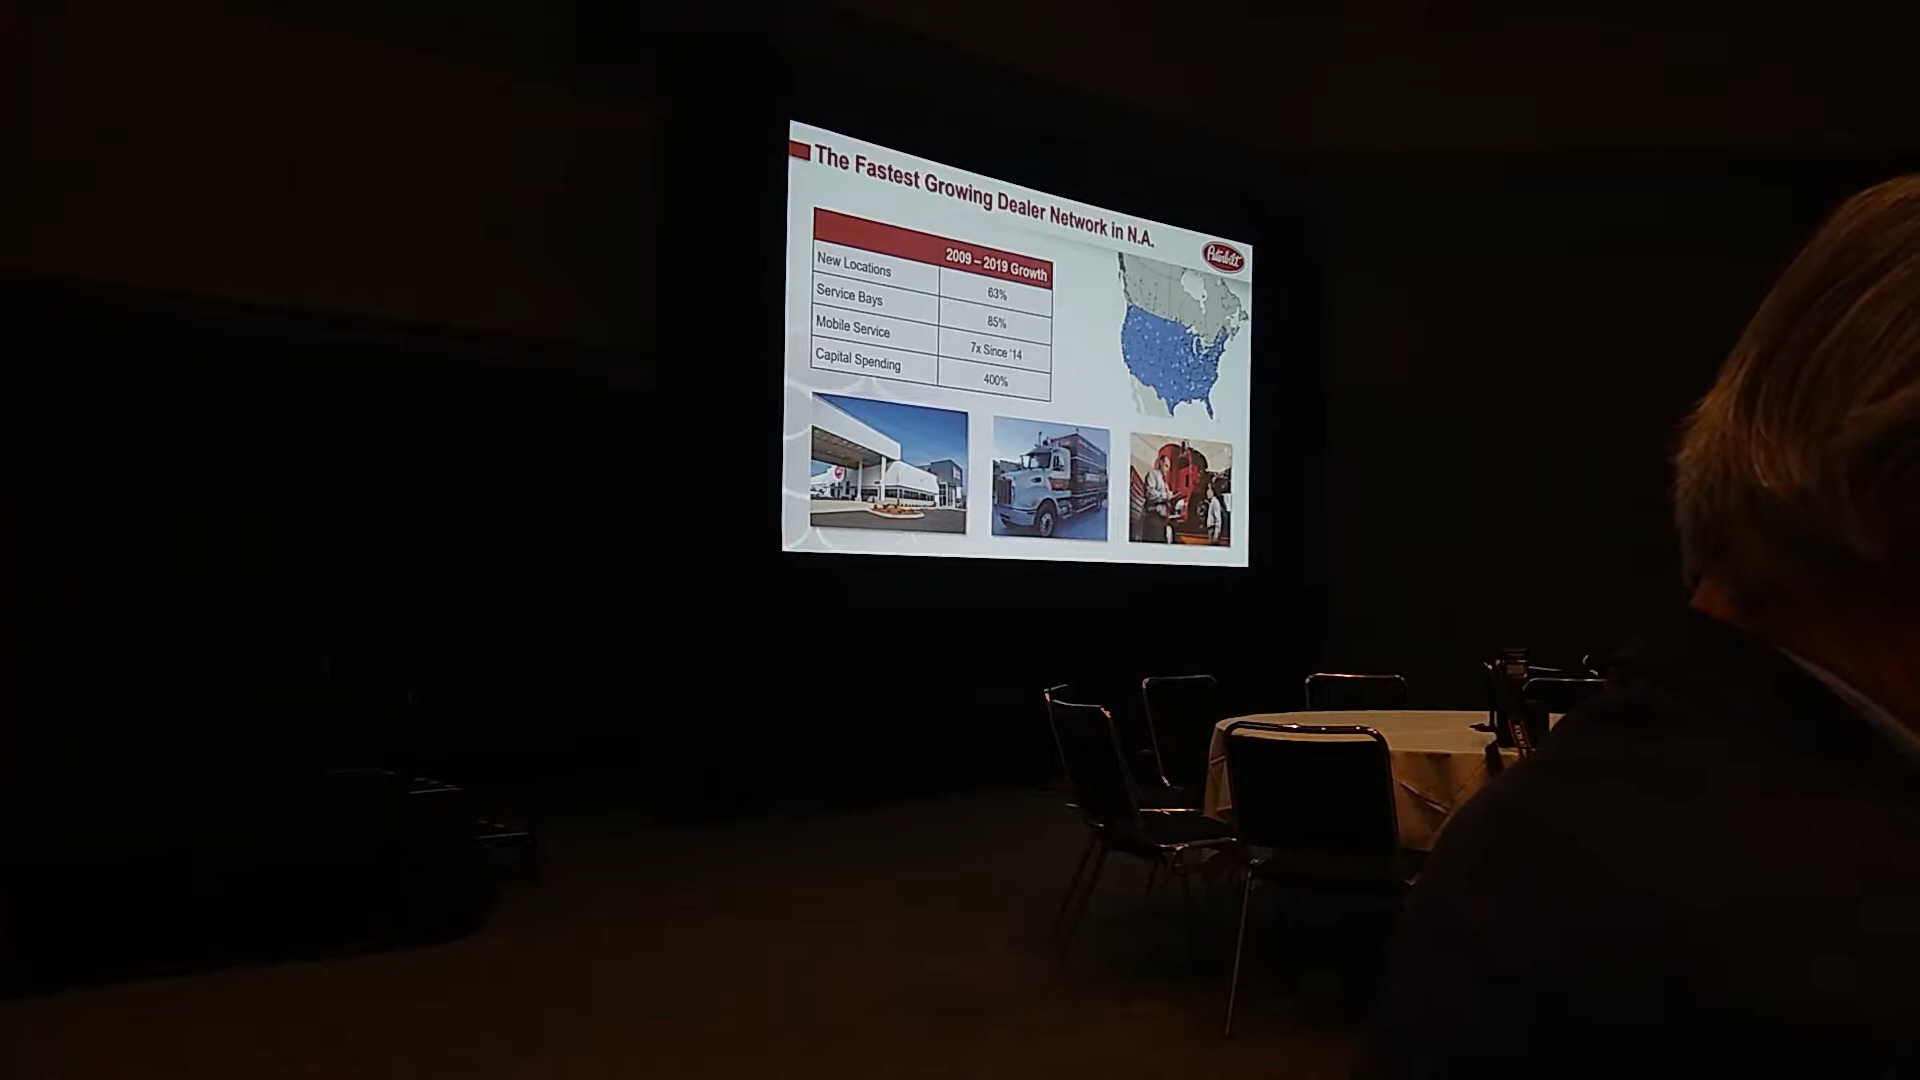 The Fastest Growing Dealer Network in N.A.
Peterbilt
2009 – 2019 Growth
New Locations 63%
Service Bays 85%
Mobile Service 7x Since '14
Capital Spending 400%